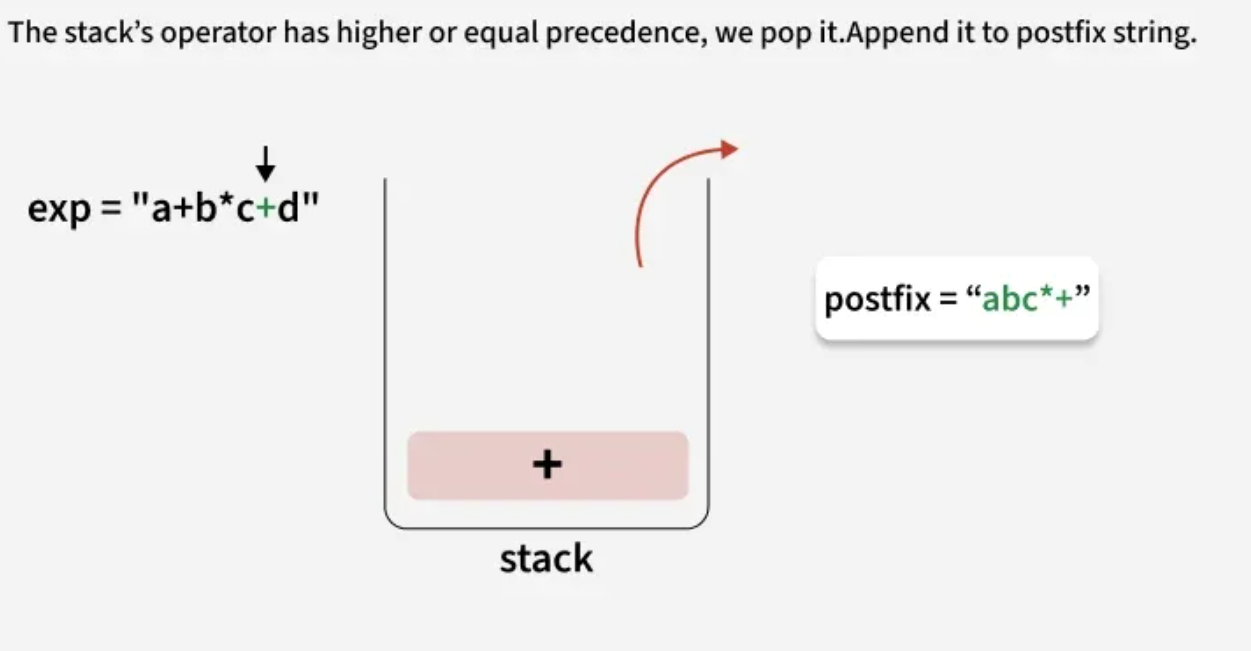 The stack’s operator has higher or equal precedence, we pop it.Append it to postfix string.
exp = "a+b*c+d"
postfix = “abc*+”
+
stack